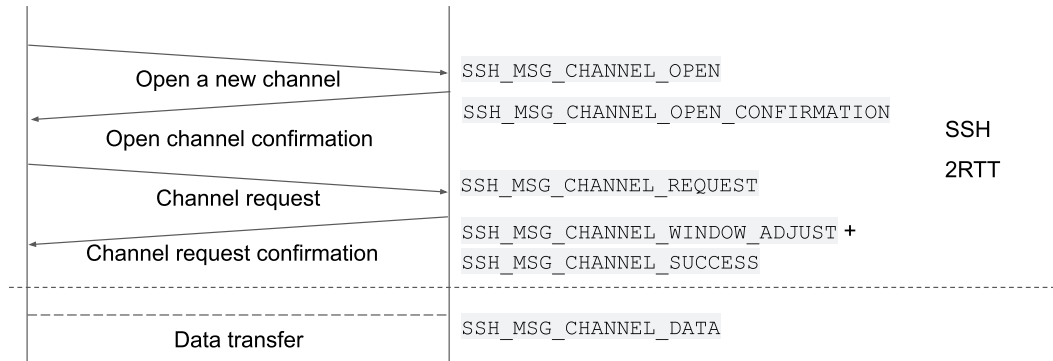 Open a new channel
SSH_MSG_CHANNEL_OPEN
SSH_MSG_CHANNEL_OPEN_CONFIRMATION
Open channel confirmation
SSH
2RTT
Channel request
SSH_MSG_CHANNEL_REQUEST
SSH_MSG_CHANNEL_WINDOW_ADJUST +
SSH_MSG_CHANNEL_SUCCESS
Channel request confirmation
Data transfer
SSH_MSG_CHANNEL_DATA